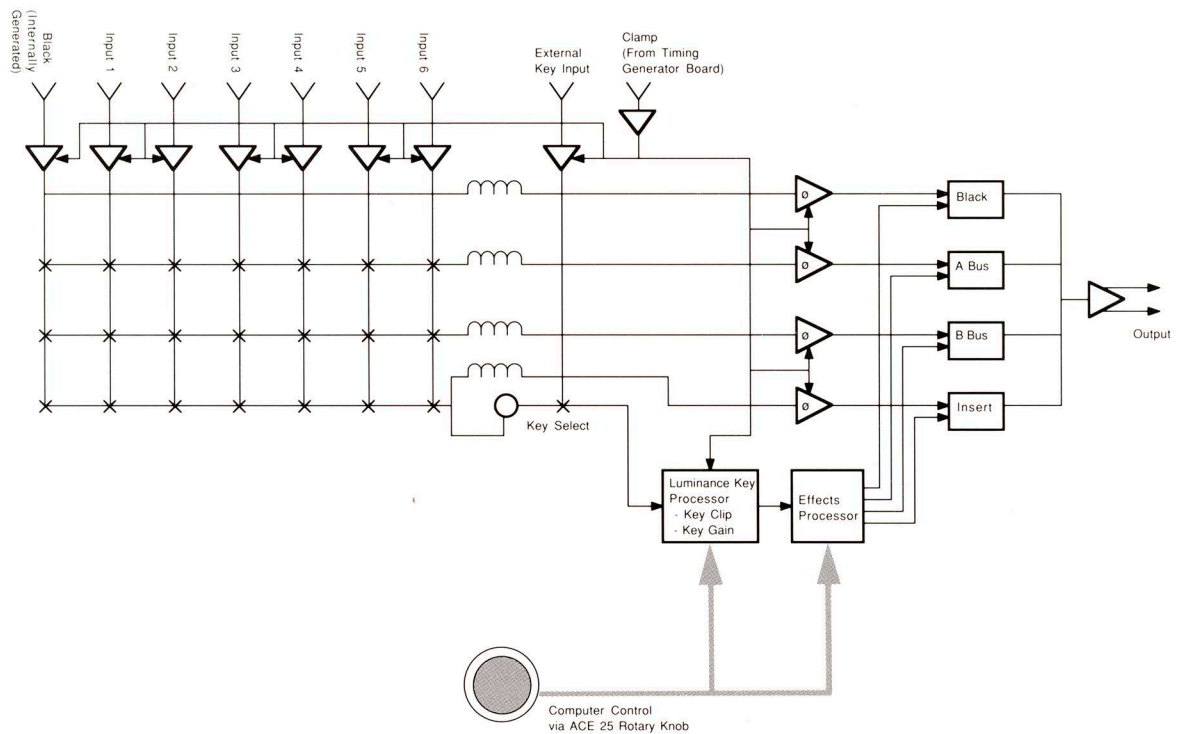 Black
(Internally
Generated)
Input 1
Input 2
Input 3
Input 4
Input 5
Input 6
External
Key Input
Clamp
(From Timing
Generator Board)
ø
Black
ø
A Bus
ø
B Bus
Output
ø
Insert
Key Select
Luminance Key
Processor
- Key Clip
- Key Gain
Effects
Processor
Computer Control
via ACE 25 Rotary Knob